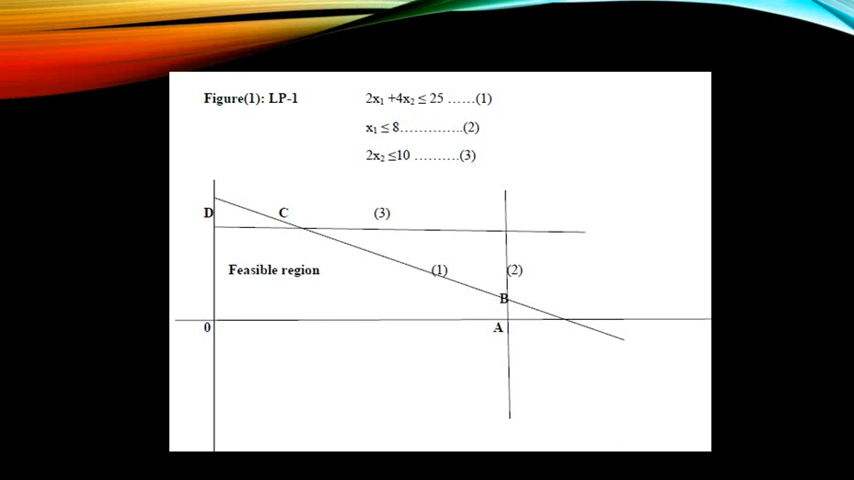 Figure(1): LP-1 2x₁ +4x₂ ≤ 25 ……(1)
x₁ ≤ 8…………..(2)
2x₂ ≤10 ……….(3)
D C (3)
Feasible region (1) (2)
B
0 A